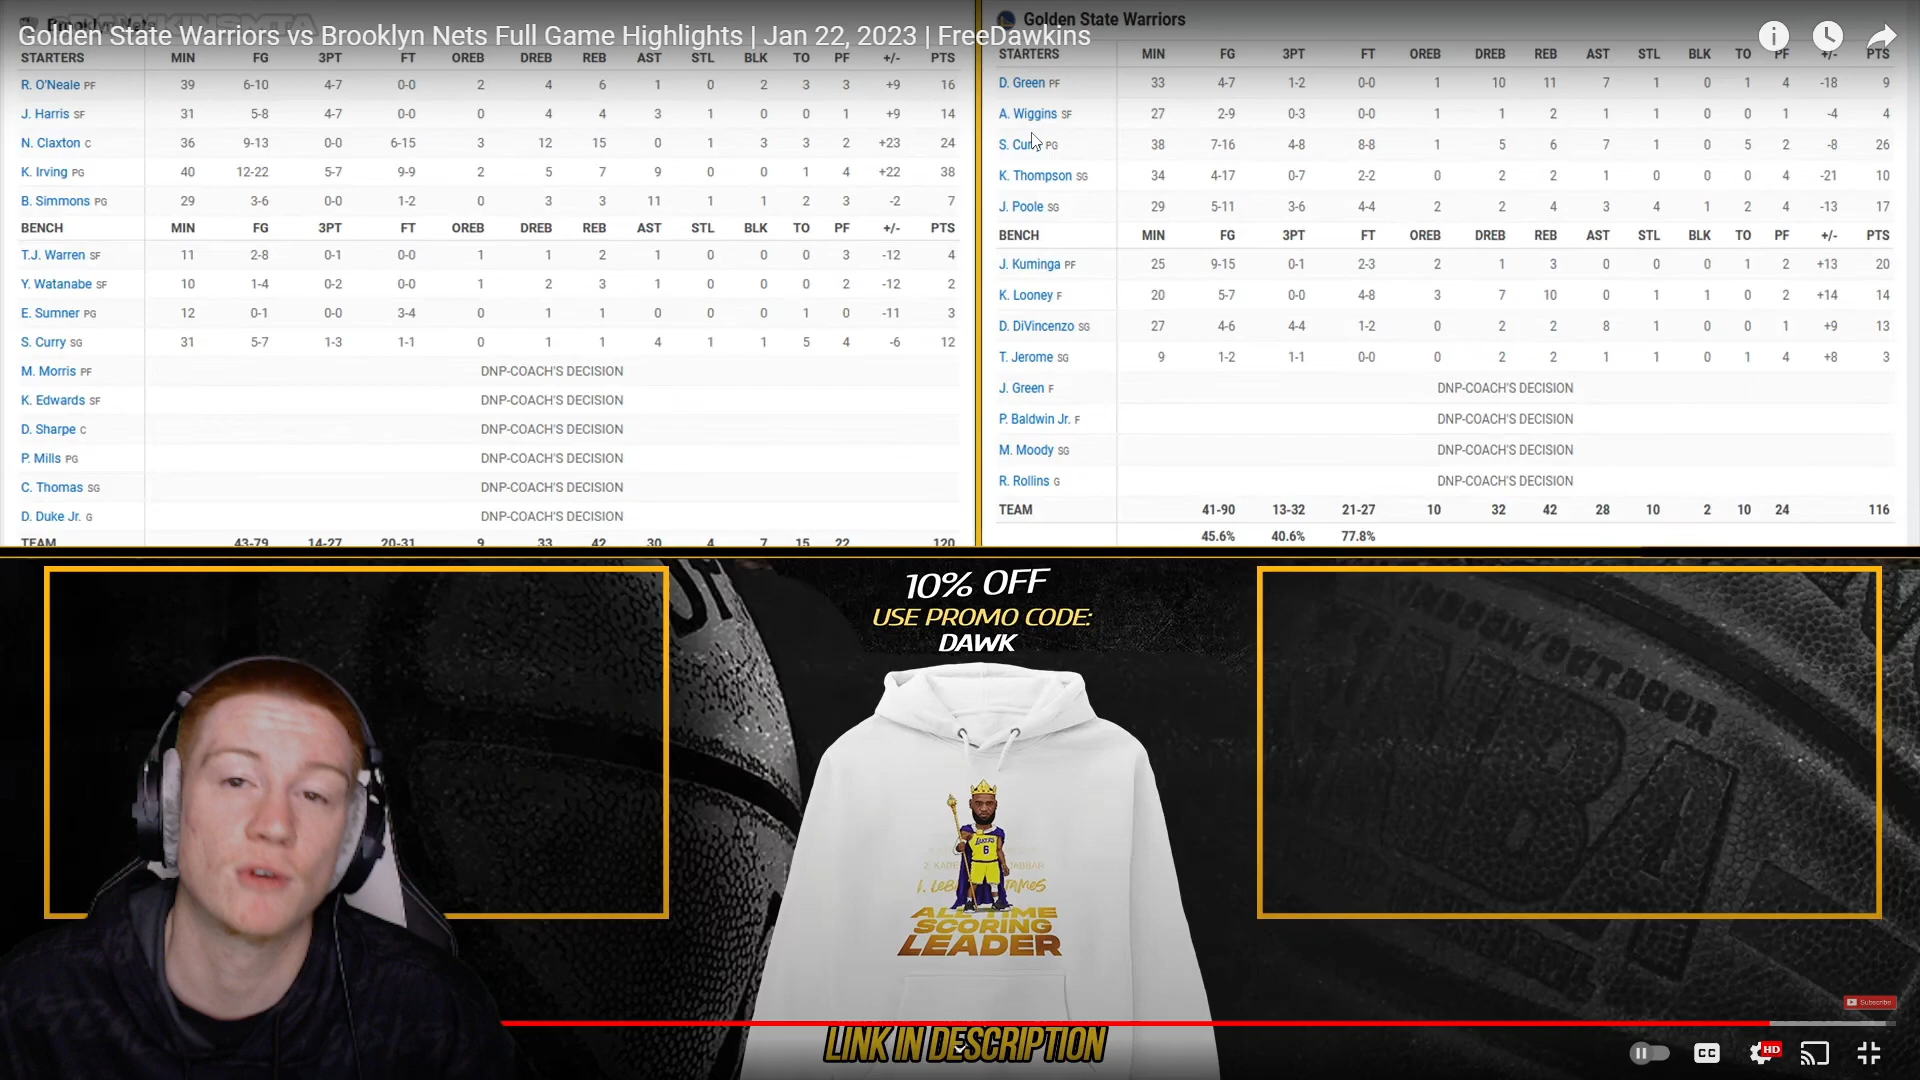 Golden State Warriors vs Brooklyn Nets Full Game Highlights | Jan 22, 2023 | FreeDawkins
STARTERS MIN FG 3PT FT OREB DREB REB AST STL BLK TO PF +/- PTS
R. O'Neale PF 39 6-10 4-7 0-0 2 4 6 1 0 2 3 3 +9 16
J. Harris SF 31 5-8 4-7 0-0 0 4 4 3 1 0 0 1 +9 14
N. Claxton C 36 9-13 0-0 6-15 3 12 15 0 1 3 3 2 +23 24
K. Irving PG 40 12-22 5-7 9-9 2 5 7 9 0 0 1 4 +22 38
B. Simmons PG 29 3-6 0-0 1-2 0 3 3 11 1 1 2 3 -2 7
BENCH MIN FG 3PT FT OREB DREB REB AST STL BLK TO PF +/- PTS
T.J. Warren SF 11 2-8 0-1 0-0 1 1 2 1 0 0 0 3 -12 4
Y. Watanabe SF 10 1-4 0-2 0-0 1 2 3 1 0 0 0 2 -12 2
E. Sumner PG 12 0-1 0-0 3-4 0 1 1 0 0 0 1 0 -11 3
S. Curry SG 31 5-7 1-3 1-1 0 1 1 4 1 1 5 4 -6 12
M. Morris PF DNP-COACH'S DECISION
K. Edwards SF DNP-COACH'S DECISION
D. Sharpe C DNP-COACH'S DECISION
P. Mills PG DNP-COACH'S DECISION
C. Thomas SG DNP-COACH'S DECISION
D. Duke Jr. G DNP-COACH'S DECISION
TEAM 43-79 14-27 20-31 9 33 42 30 4 7 15 22 120
Golden State Warriors
STARTERS MIN FG 3PT FT OREB DREB REB AST STL BLK TO PF +/- PTS
D. Green PF 33 4-7 1-2 0-0 1 10 11 7 1 0 1 4 -18 9
A. Wiggins SF 27 2-9 0-3 0-0 1 1 2 1 1 0 0 1 -4 4
S. Curry PG 38 7-16 4-8 8-8 1 5 6 7 1 0 5 2 -8 26
K. Thompson SG 34 4-17 0-7 2-2 0 2 2 1 0 0 0 4 -21 10
J. Poole SG 29 5-11 3-6 4-4 2 2 4 3 4 1 2 4 -13 17
BENCH MIN FG 3PT FT OREB DREB REB AST STL BLK TO PF +/- PTS
J. Kuminga PF 25 9-15 0-1 2-3 2 1 3 0 0 0 1 2 +13 20
K. Looney F 20 5-7 0-0 4-8 3 7 10 0 1 1 0 2 +14 14
D. DiVincenzo SG 27 4-6 4-4 1-2 0 2 2 8 1 0 0 1 +9 13
T. Jerome SG 9 1-2 1-1 0-0 0 2 2 1 1 0 1 4 +8 3
J. Green F DNP-COACH'S DECISION
P. Baldwin Jr. F DNP-COACH'S DECISION
M. Moody SG DNP-COACH'S DECISION
R. Rollins G DNP-COACH'S DECISION
TEAM 41-90 13-32 21-27 10 32 42 28 10 2 10 24 116
45.6% 40.6% 77.8%
10% OFF
USE PROMO CODE:
DAWK
LAKERS
6
ALL TIME
SCORING
LEADER
INDOOR/OUTDOOR
Subscribe
LINK IN DESCRIPTION
CC
HD